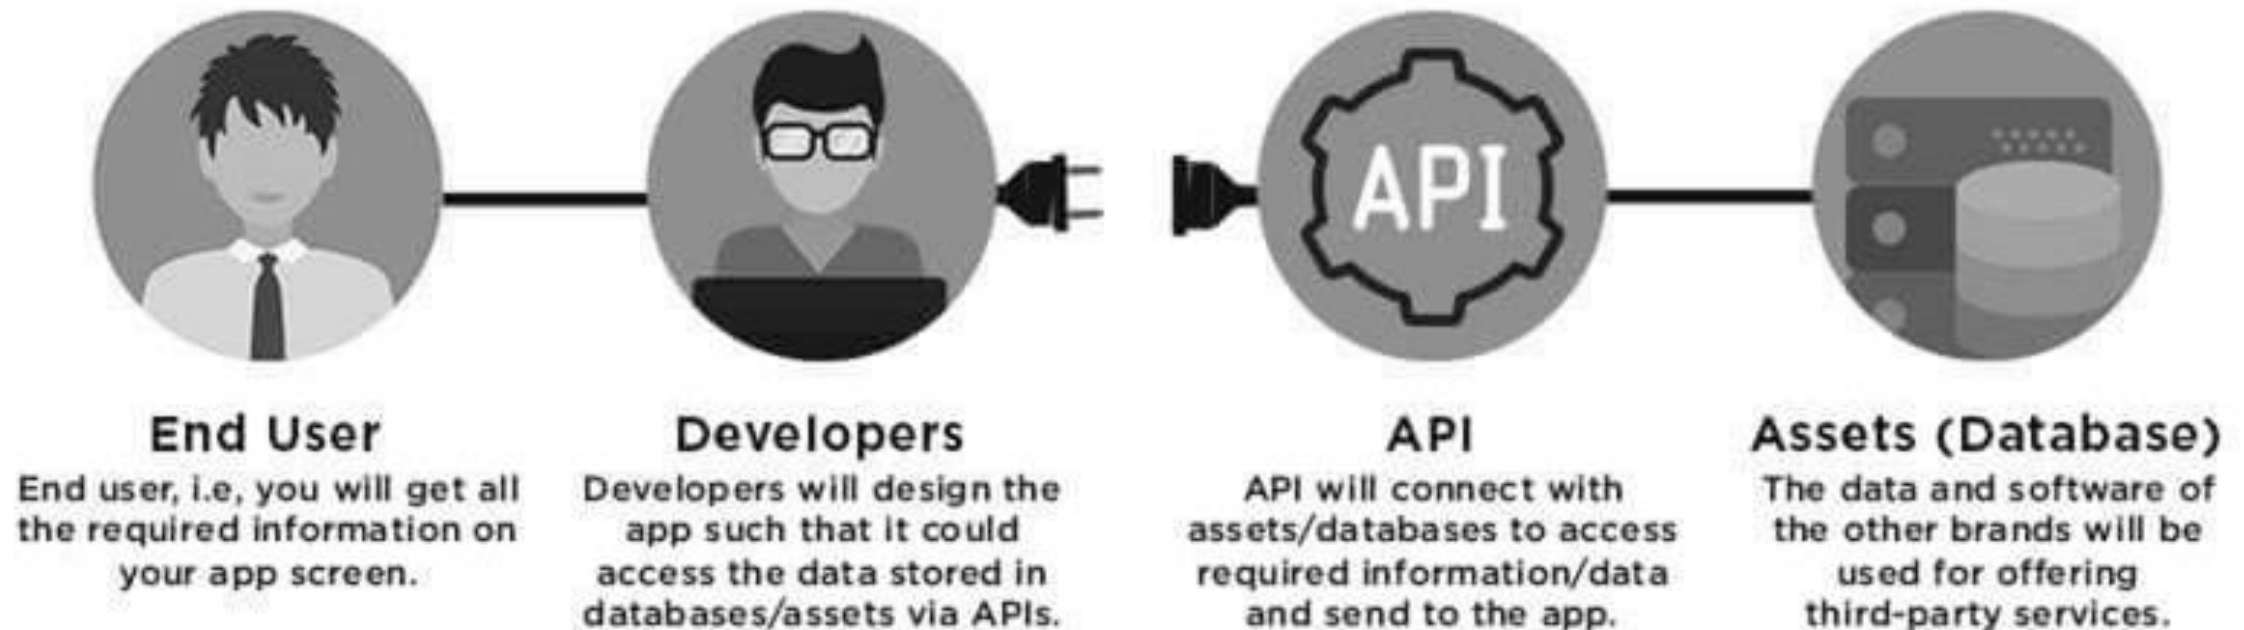 API
End User
End user, i.e, you will get all
the required information on
your app screen.
Developers
Developers will design the
app such that it could
access the data stored in
databases/assets via APIs.
API
API will connect with
assets/databases to access
required information/data
and send to the app.
Assets (Database)
The data and software of
the other brands will be
used for offering
third-party services.